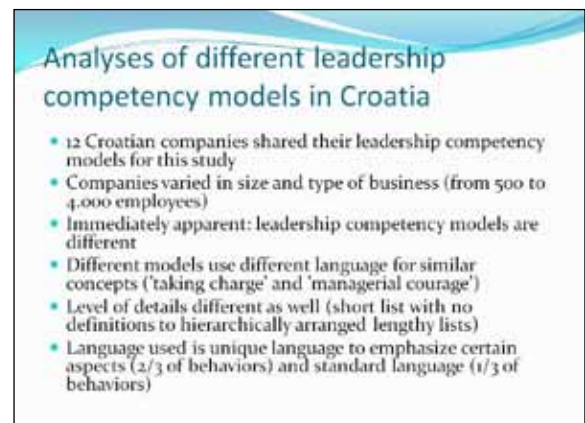 Analyses of different leadership
competency models in Croatia
• 12 Croatian companies shared their leadership competency
models for this study
• Companies varied in size and type of business (from 500 to
4.000 employees)
• Immediately apparent: leadership competency models are
different
• Different models use different language for similar
concepts ('taking charge' and 'managerial courage')
• Level of details different as well (short list with no
definitions to hierarchically arranged lengthy lists)
• Language used is unique language to emphasize certain
aspects (2/3 of behaviors) and standard language (1/3 of
behaviors)